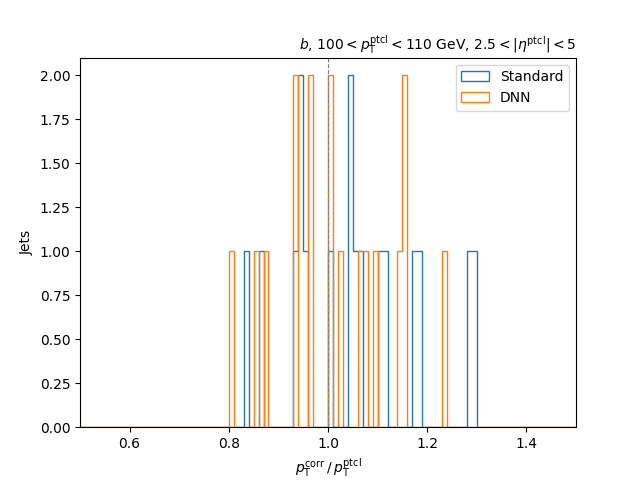 b, 100 < p_T^ptcl < 110 GeV, 2.5 < |η^ptcl| < 5
Standard
DNN
2.00
1.75
1.50
1.25
1.00
0.75
0.50
0.25
0.00
Jets
0.6 0.8 1.0 1.2 1.4
p_T^corr / p_T^ptcl